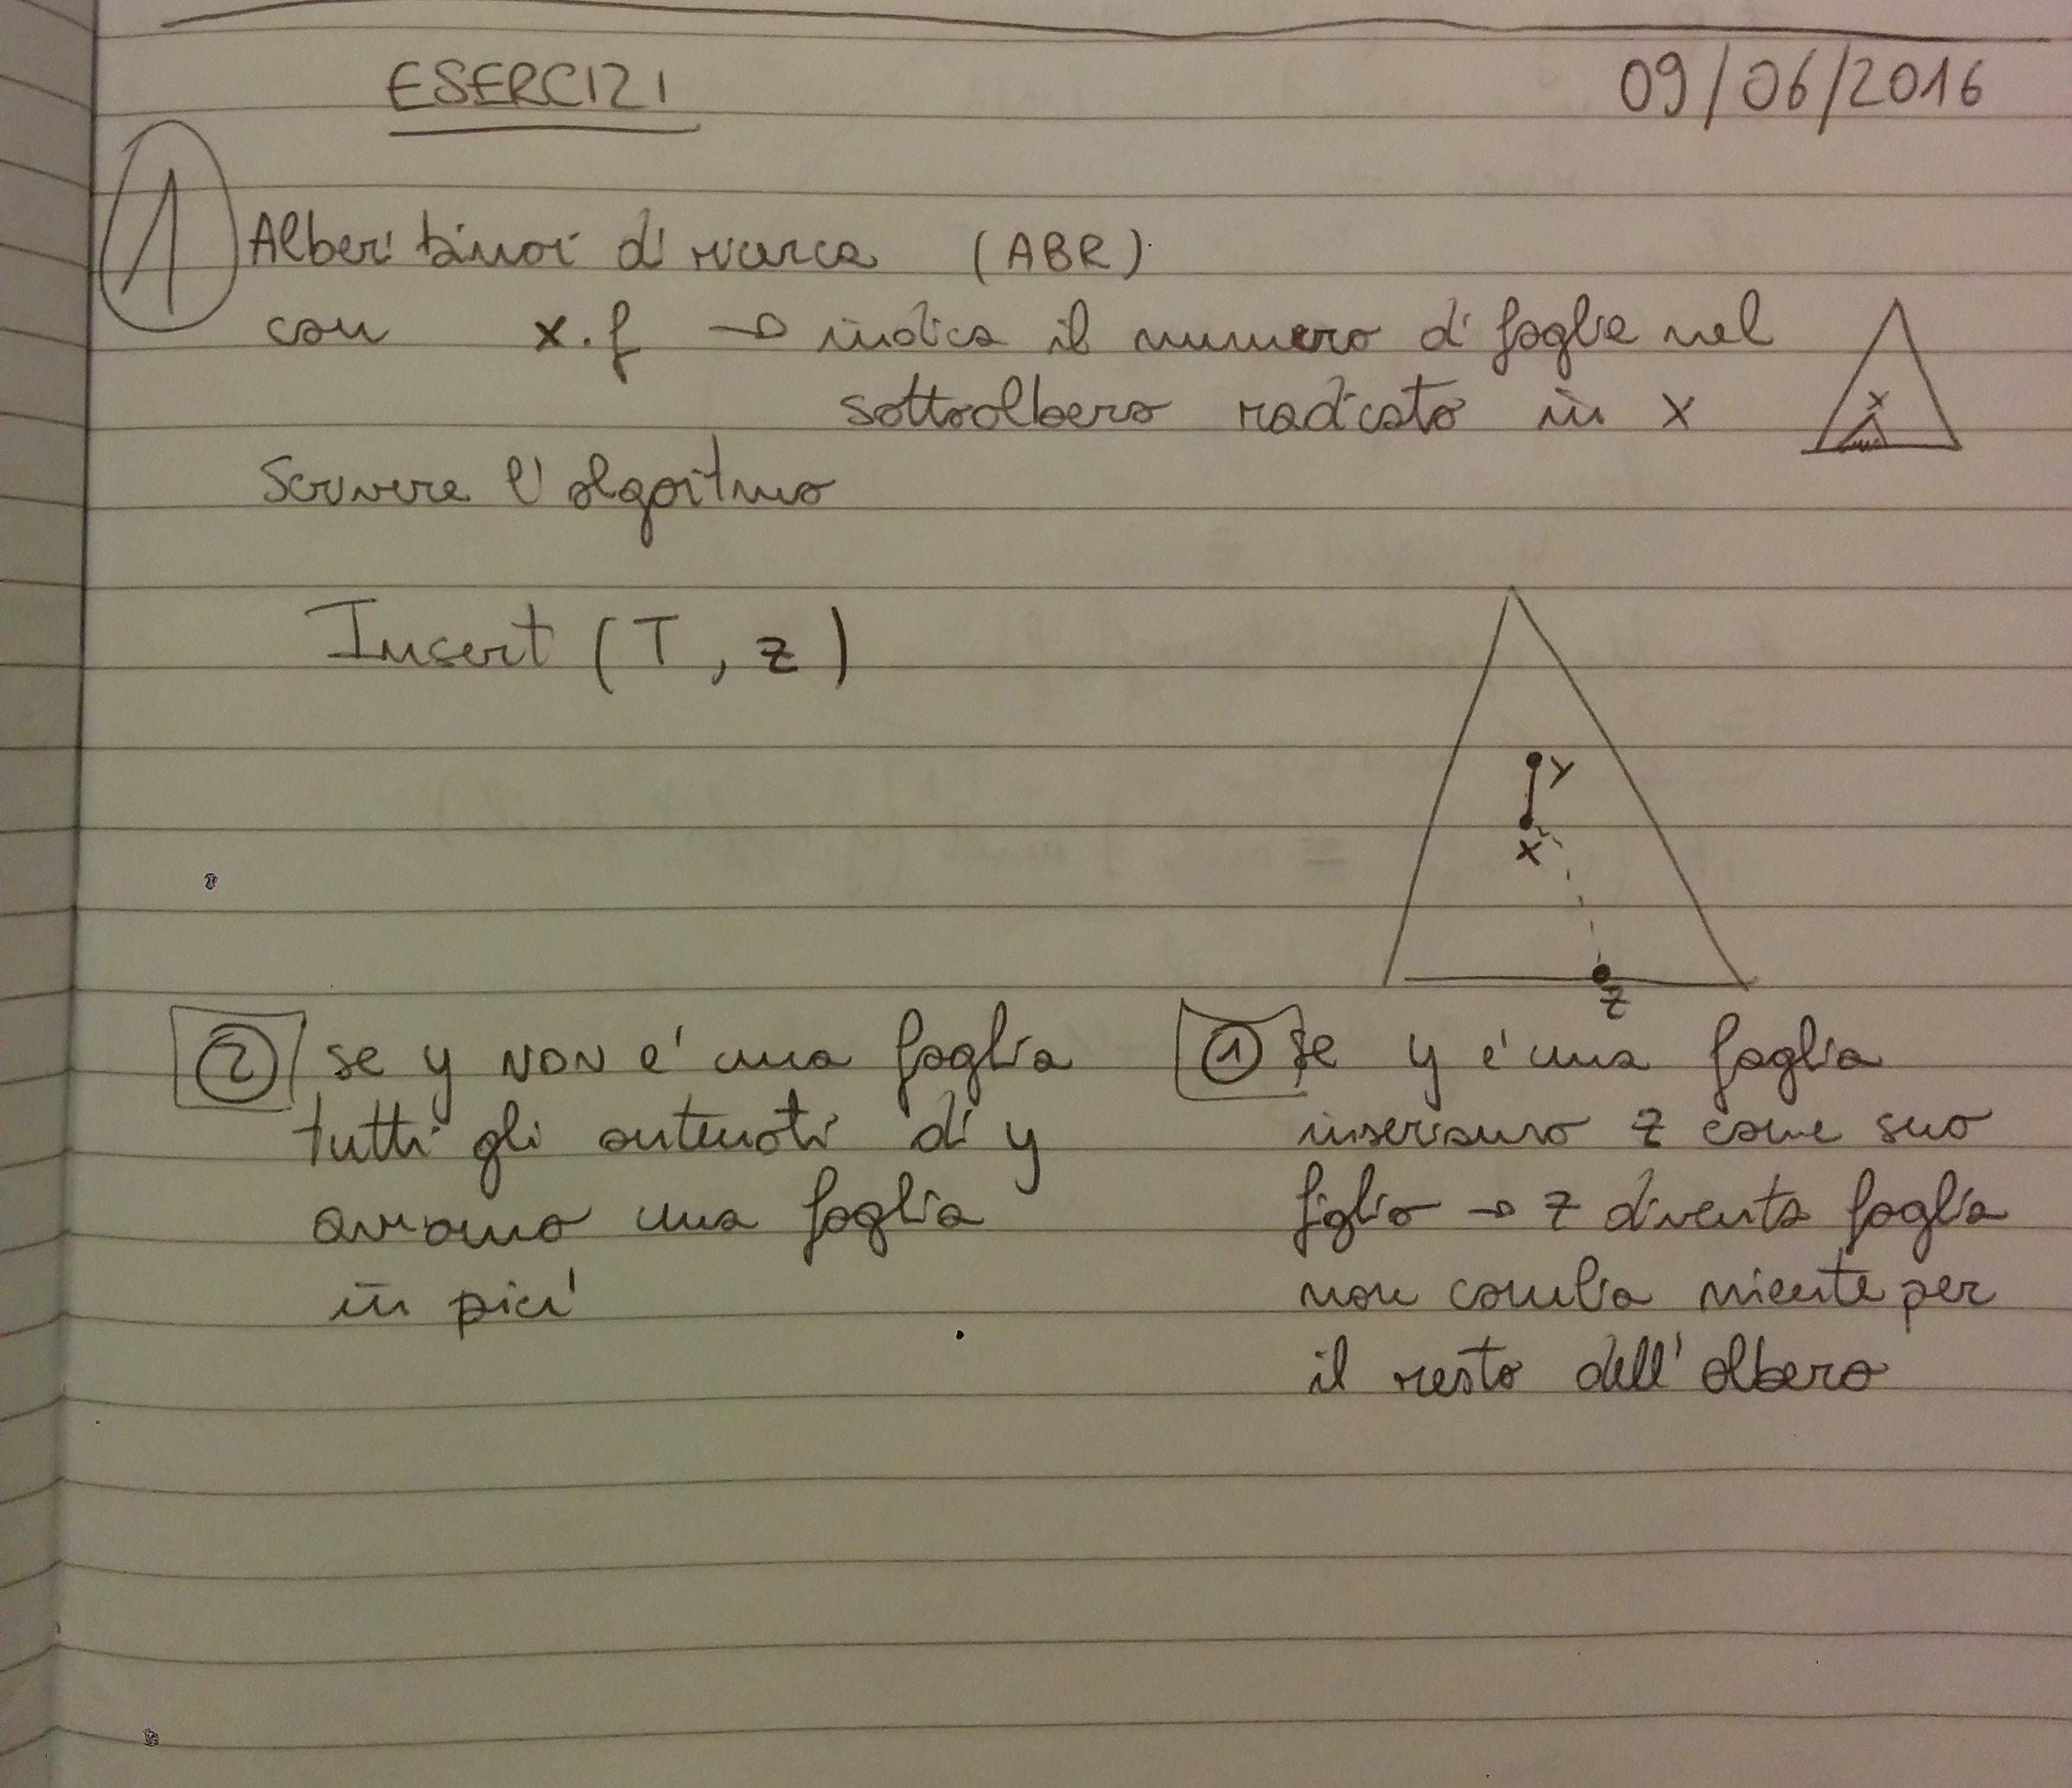 ESERCIZI 09/06/2016
1 Alberi binari di ricerca (ABR)
con x.f → indica il numero di foglie nel
sottoalbero radicato in x
x
Scrivere l'algoritmo
Insert (T, z)
y
x
z
② se y NON e' una foglia
tutti gli antenati di y
avranno una foglia
in piu'
① se y e' una foglia
inseriamo z come suo
figlio → z diventa foglia
non cambia niente per
il resto dell'albero